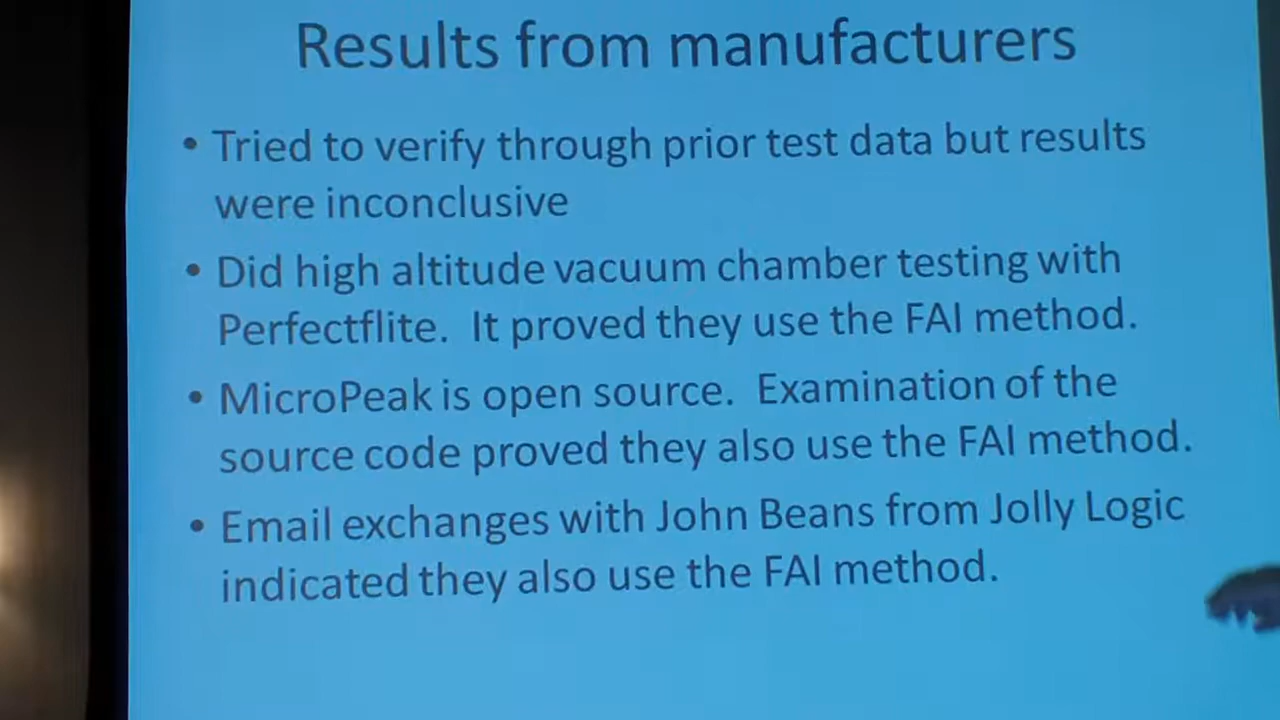 Results from manufacturers
• Tried to verify through prior test data but results
were inconclusive
• Did high altitude vacuum chamber testing with
Perfectflite.  It proved they use the FAI method.
• MicroPeak is open source.  Examination of the
source code proved they also use the FAI method.
• Email exchanges with John Beans from Jolly Logic
indicated they also use the FAI method.